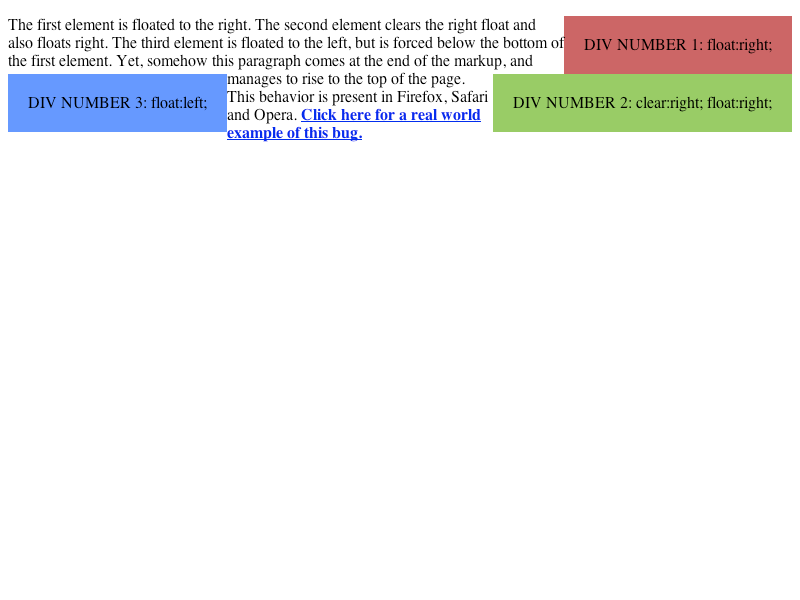 The first element is floated to the right. The second element clears the right float and
also floats right. The third element is floated to the left, but is forced below the bottom of
the first element. Yet, somehow this paragraph comes at the end of the markup, and
manages to rise to the top of the page.
This behavior is present in Firefox, Safari
and Opera. Click here for a real world
example of this bug.
DIV NUMBER 1: float:right;
DIV NUMBER 3: float:left;
DIV NUMBER 2: clear:right; float:right;